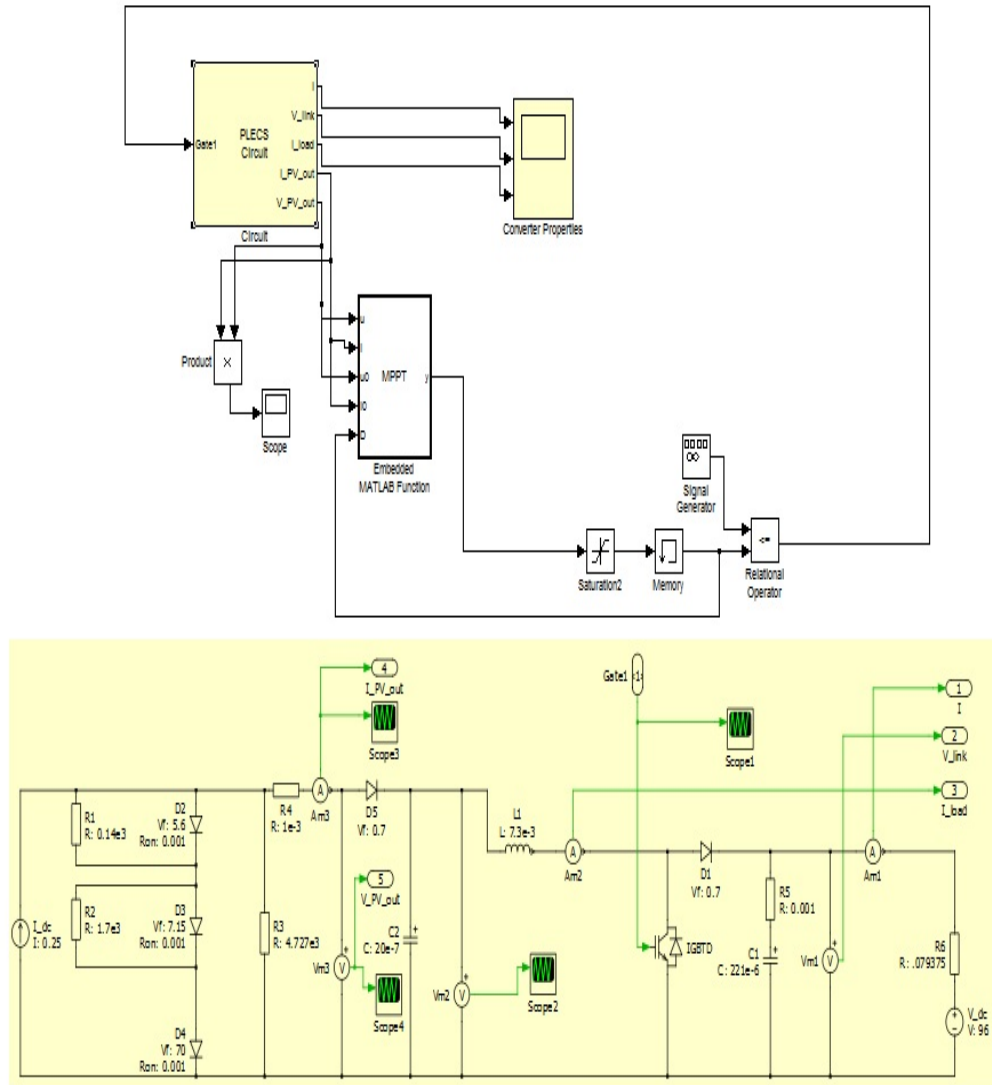 I
V_link
PLECS
Circuit
Gate1
I_load
I_PV_out
V_PV_out
Circuit
Converter Properties
Product
×
Scope
u
I
u0
MPPT
y
I0
D
Embedded
MATLAB Function
Signal
Generator
Saturation2
Memory
<=
Relational
Operator
4
I_PV_out
Scope3
Gate1
<1>
Scope1
1
I
2
V_link
3
I_load
R1
R: 0.14e3
D2
Vf: 5.6
Ron: 0.001
R4
R: 1e-3
A
Am3
D5
Vf: 0.7
L1
L: 7.3e-3
A
Am2
D1
Vf: 0.7
A
Am1
5
V_PV_out
R2
R: 1.7e3
D3
Vf: 7.15
Ron: 0.001
R3
R: 4.727e3
I_dc
I: 0.25
C2
C: 20e-7
IGBTD
R5
R: 0.001
C1
C: 221e-6
Vm1
V
R6
R: .079375
Vm3
V
Scope4
Vm2
V
Scope2
V_dc
V: 96
D4
Vf: 70
Ron: 0.001